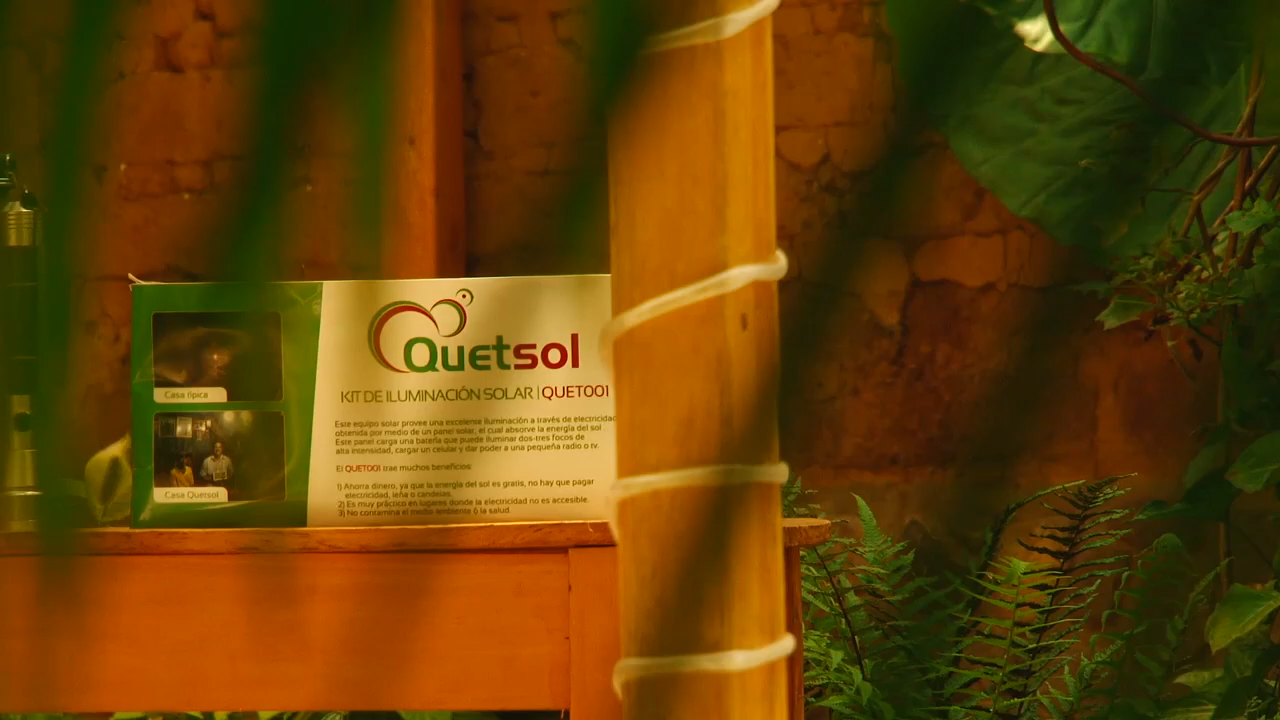 Quetsol
KIT DE ILUMINACIÓN SOLAR | QUET001
Casa típica
Casa Quetsol
Este equipo solar provee una excelente iluminación a través de electricidad
obtenida por medio de un panel solar, el cual absorve la energía del sol.
Este panel carga una batería que puede iluminar dos-tres focos de
alta intensidad, cargar un celular y dar poder a una pequeña radio o tv.
El QUET001 trae muchos beneficios:
1) Ahorra dinero, ya que la energía del sol es gratis, no hay que pagar
electricidad, leña o candelas.
2) Es muy práctico en lugares donde la electricidad no es accesible.
3) No contamina el medio ambiente ó la salud.